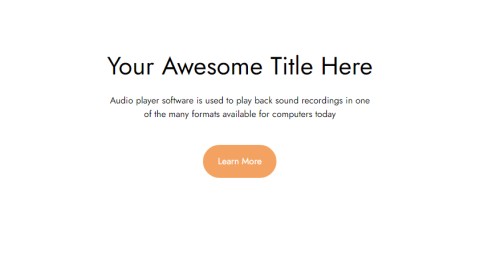 Your Awesome Title Here
Audio player software is used to play back sound recordings in one
of the many formats available for computers today
Learn More